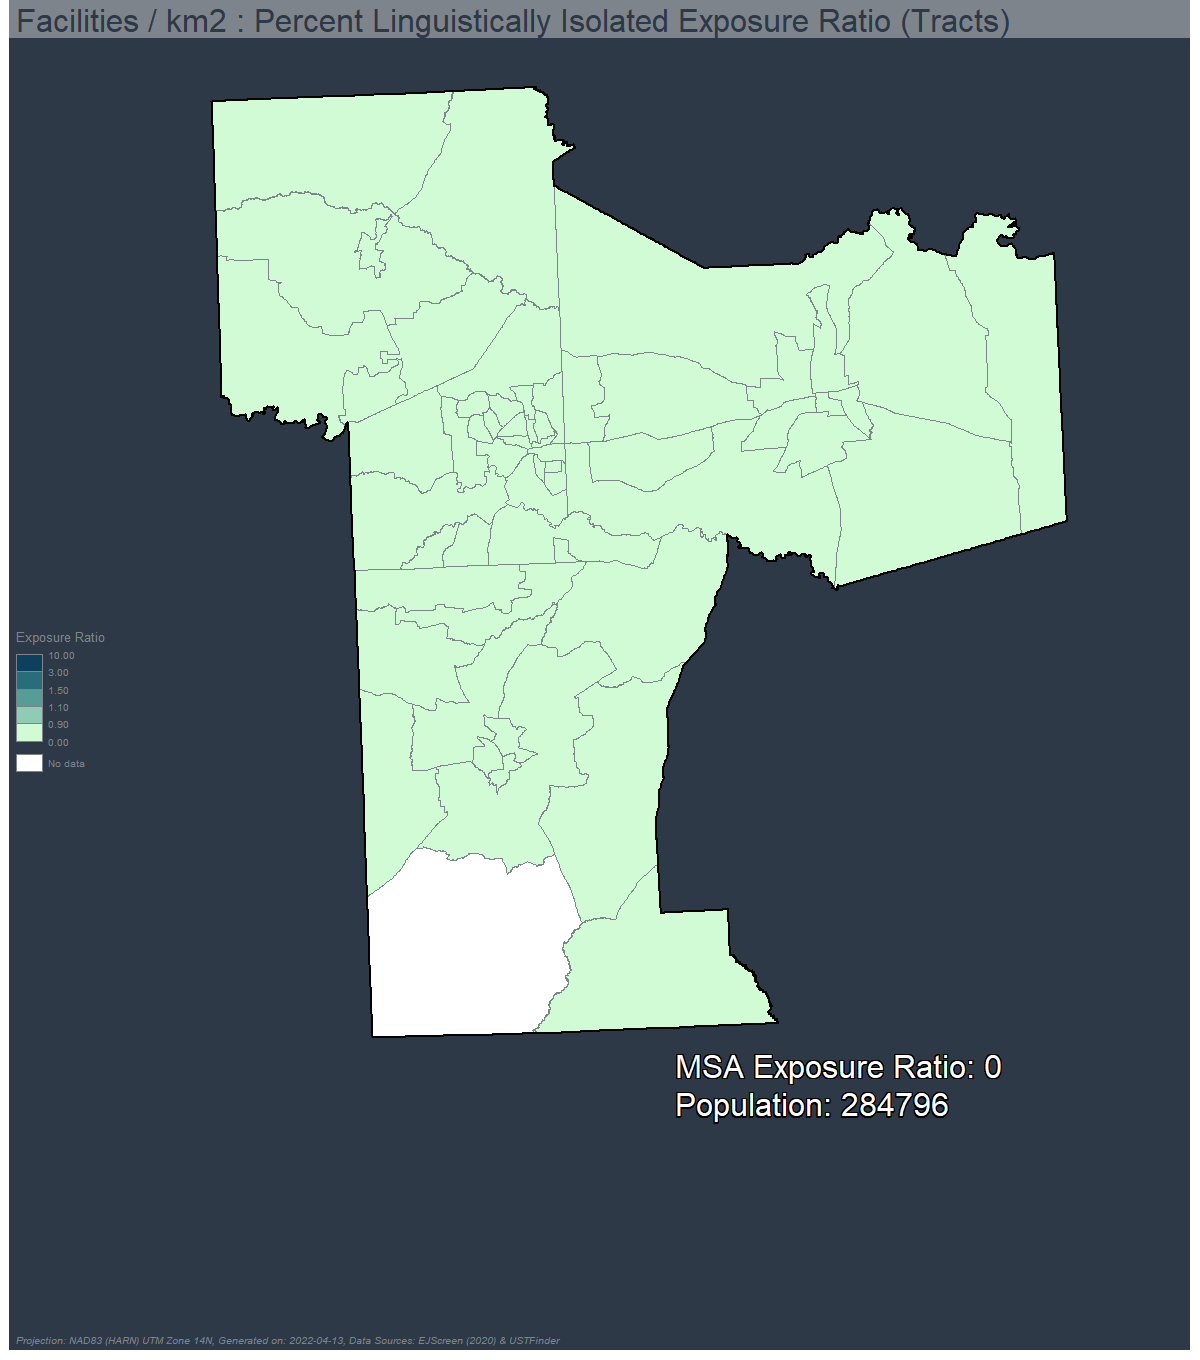 Facilities / km2 : Percent Linguistically Isolated Exposure Ratio (Tracts)
Exposure Ratio
10.00
3.00
1.50
1.10
0.90
0.00
No data
MSA Exposure Ratio: 0
Population: 284796
Projection: NAD83 (HARN) UTM Zone 14N, Generated on: 2022-04-13, Data Sources: EJScreen (2020) & USTFinder